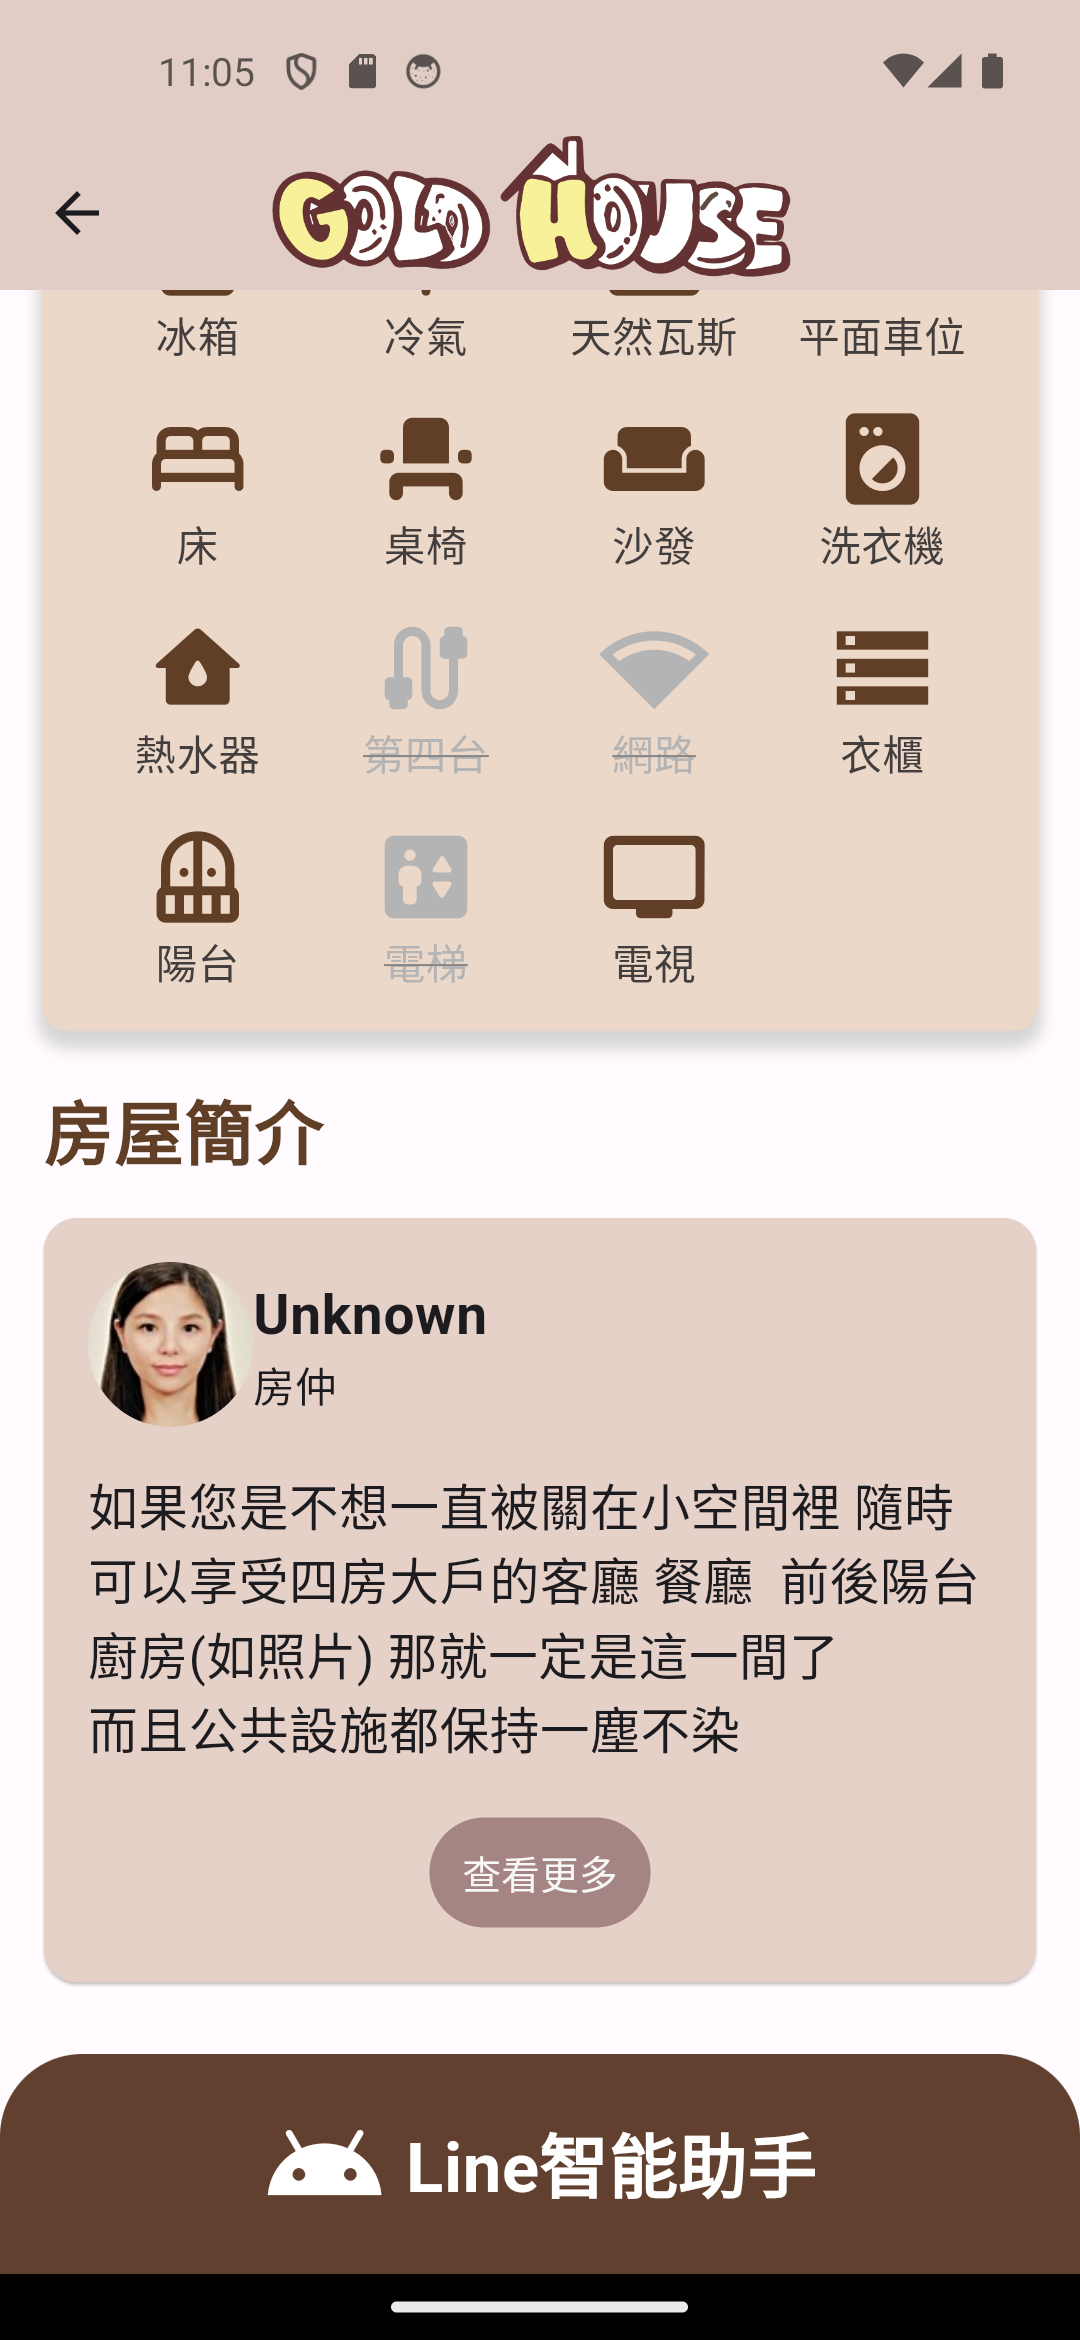 11:05
GOLD HOUSE
冰箱 冷氣 天然瓦斯 平面車位
床 桌椅 沙發 洗衣機
熱水器 第四台 網路 衣櫃
陽台 電梯 電視
房屋簡介
Unknown
房仲
如果您是不想一直被關在小空間裡 隨時
可以享受四房大戶的客廳 餐廳  前後陽台
廚房(如照片) 那就一定是這一間了
而且公共設施都保持一塵不染
查看更多
Line智能助手